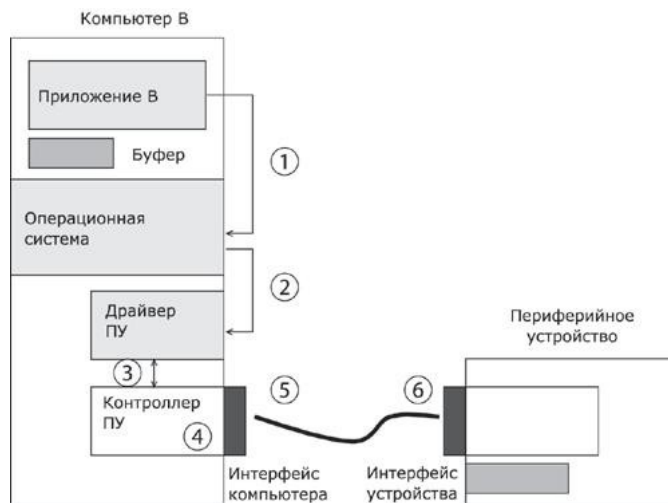 Компьютер B
Приложение B
Буфер
1
Операционная
система
2
Драйвер
ПУ
Периферийное
устройство
3
Контроллер
ПУ
4
5
6
Интерфейс
компьютера
Интерфейс
устройства